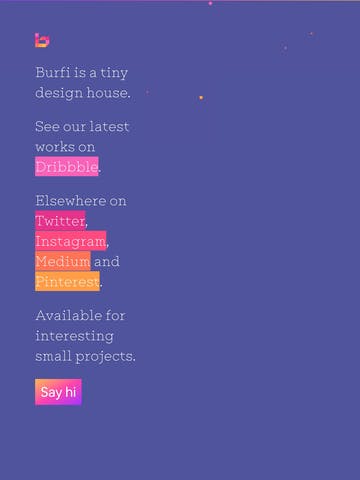 b
Burfi is a tiny
design house.
See our latest
works on
Dribbble.
Elsewhere on
Twitter,
Instagram,
Medium and
Pinterest.
Available for
interesting
small projects.
Say hi